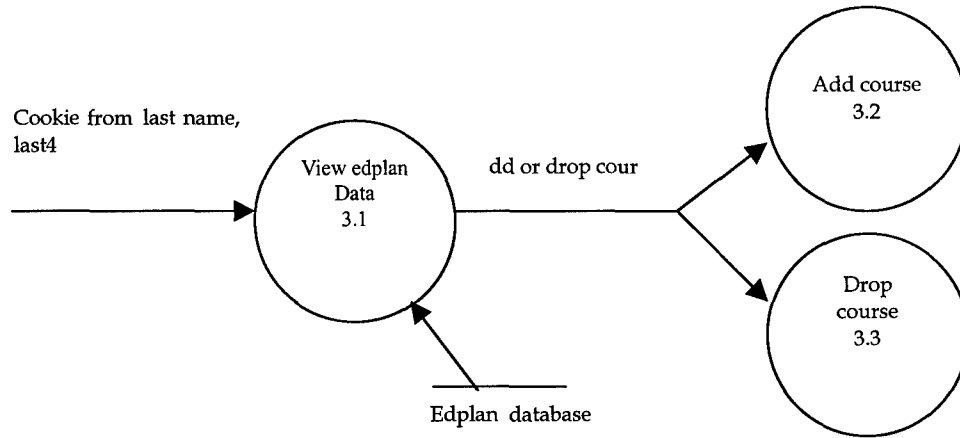 Cookie from last name,
last4
View edplan
Data
3.1
dd or drop cour
Add course
3.2
Drop
course
3.3
Edplan database